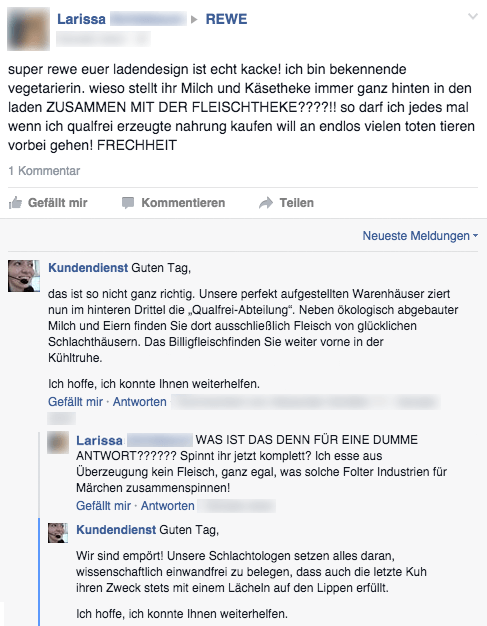 Larissa ▸ REWE
super rewe euer ladendesign ist echt kacke! ich bin bekennende
vegetarierin. wieso stellt ihr Milch und Käsetheke immer ganz hinten in den
laden ZUSAMMEN MIT DER FLEISCHTHEKE????!! so darf ich jedes mal
wenn ich qualfrei erzeugte nahrung kaufen will an endlos vielen toten tieren
vorbei gehen! FRECHHEIT
1 Kommentar
Gefällt mir Kommentieren Teilen
Neueste Meldungen
Kundendienst Guten Tag,
das ist so nicht ganz richtig. Unsere perfekt aufgestellten Warenhäuser ziert
nun im hinteren Drittel die „Qualfrei-Abteilung“. Neben ökologisch abgebauter
Milch und Eiern finden Sie dort ausschließlich Fleisch von glücklichen
Schlachthäusern. Das Billigfleischfinden Sie weiter vorne in der
Kühltruhe.
Ich hoffe, ich konnte Ihnen weiterhelfen.
Gefällt mir · Antworten
Larissa WAS IST DAS DENN FÜR EINE DUMME
ANTWORT?????? Spinnt ihr jetzt komplett? Ich esse aus
Überzeugung kein Fleisch, ganz egal, was solche Folter Industrien für
Märchen zusammenspinnen!
Gefällt mir · Antworten
Kundendienst Guten Tag,
Wir sind empört! Unsere Schlachtologen setzen alles daran,
wissenschaftlich einwandfrei zu belegen, dass auch die letzte Kuh
ihren Zweck stets mit einem Lächeln auf den Lippen erfüllt.
Ich hoffe, ich konnte Ihnen weiterhelfen.